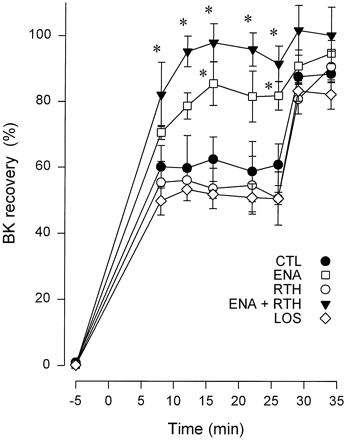 BK recovery (%)
100
80
60
40
20
0
* * * * *
* *
CTL
ENA
RTH
ENA + RTH
LOS
-5 0 5 10 15 20 25 30 35
Time (min)